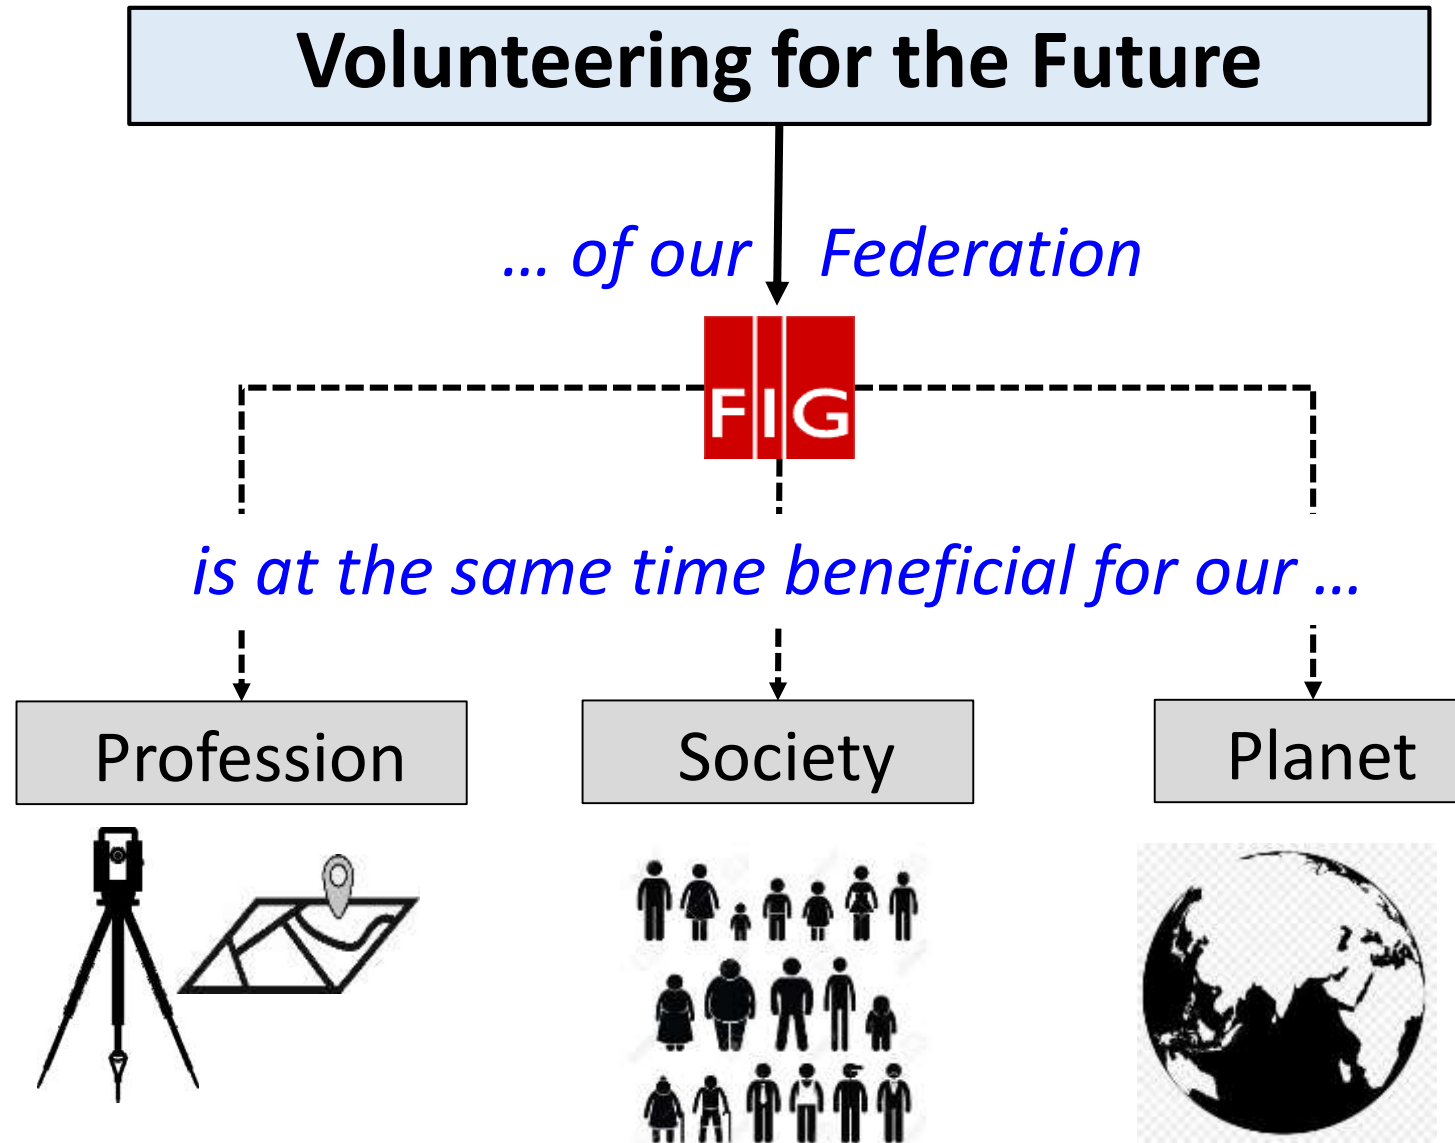 Volunteering for the Future
… of our Federation
FIG
is at the same time beneficial for our …
Profession
Society
Planet